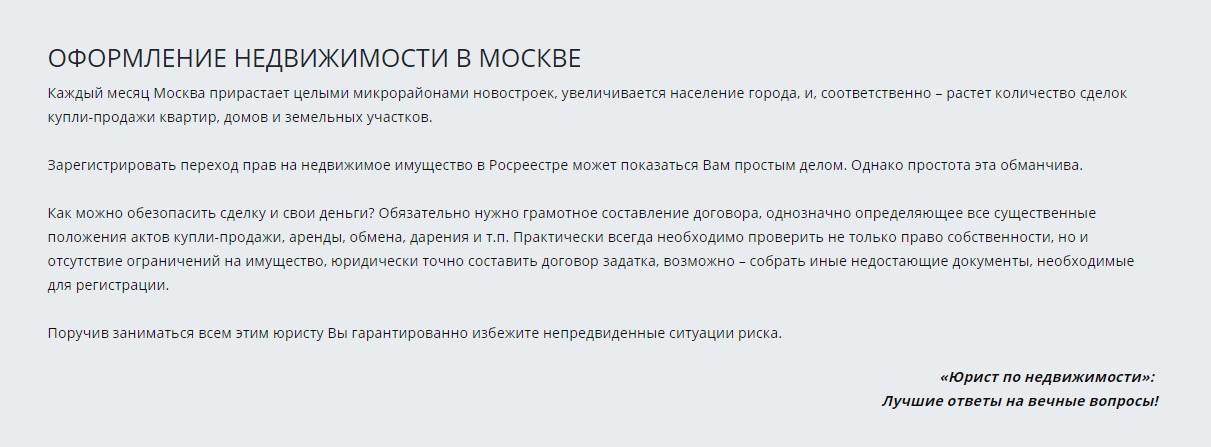 ОФОРМЛЕНИЕ НЕДВИЖИМОСТИ В МОСКВЕ
Каждый месяц Москва прирастает целыми микрорайонами новостроек, увеличивается население города, и, соответственно – растет количество сделок
купли-продажи квартир, домов и земельных участков.
Зарегистрировать переход прав на недвижимое имущество в Росреестре может показаться Вам простым делом. Однако простота эта обманчива.
Как можно обезопасить сделку и свои деньги? Обязательно нужно грамотное составление договора, однозначно определяющее все существенные
положения актов купли-продажи, аренды, обмена, дарения и т.п. Практически всегда необходимо проверить не только право собственности, но и
отсутствие ограничений на имущество, юридически точно составить договор задатка, возможно – собрать иные недостающие документы, необходимые
для регистрации.
Поручив заниматься всем этим юристу Вы гарантированно избежите непредвиденные ситуации риска.
«Юрист по недвижимости»:
Лучшие ответы на вечные вопросы!